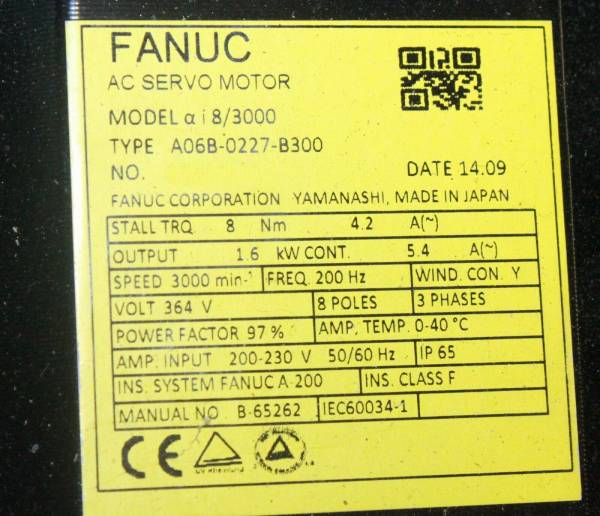 FANUC
AC SERVO MOTOR
MODEL α i 8/3000
TYPE A06B-0227-B300
NO.
DATE 14.09
FANUC CORPORATION YAMANASHI, MADE IN JAPAN
STALL TRQ 8 Nm 4.2 A(~)
OUTPUT 1.6 kW CONT. 5.4 A(~)
SPEED 3000 min-¹ FREQ. 200 Hz WIND. CON. Y
VOLT 364 V 8 POLES 3 PHASES
POWER FACTOR 97 % AMP. TEMP. 0-40 °C
AMP. INPUT 200-230 V 50/60 Hz IP 65
INS. SYSTEM FANUC A-200 INS. CLASS F
MANUAL NO B-65262 IEC60034-1
CE